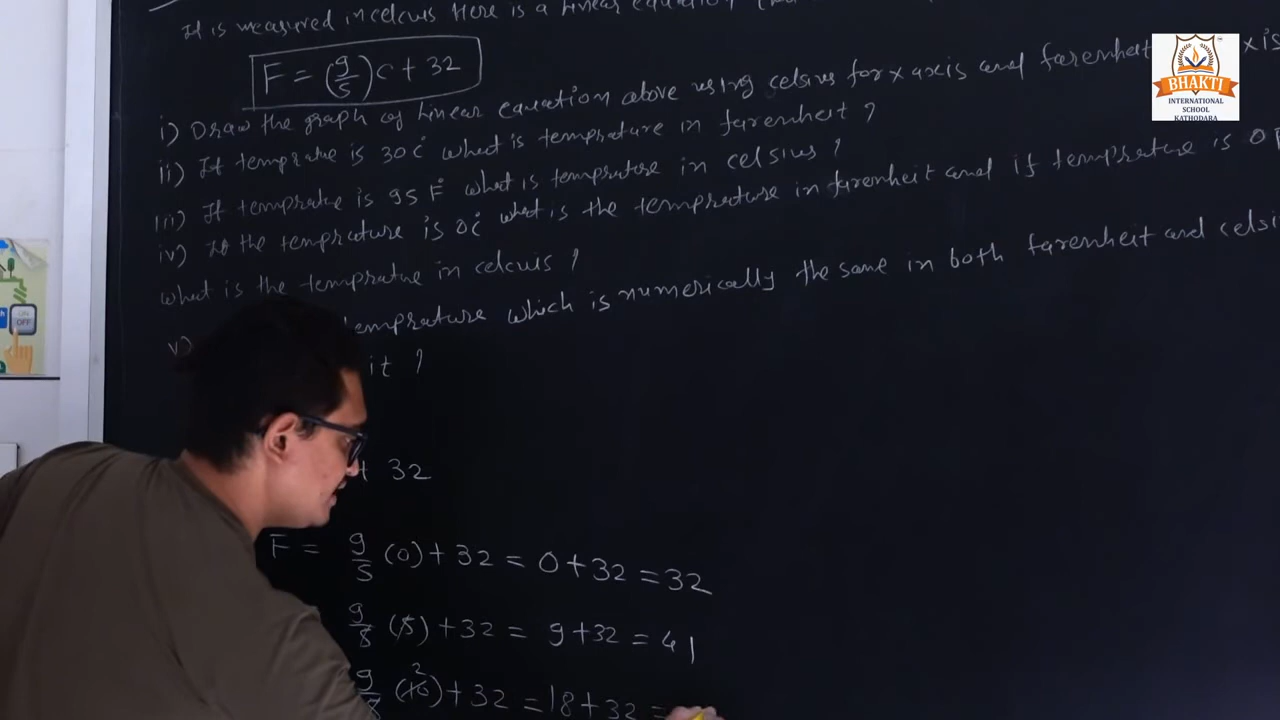 It is measured in celcius Here is a linear equation
F = (9/5) c + 32
i) Draw the graph of linear equation above using celsius for x axis and farenheit x is
ii) If temprature is 30°c what is temprature in farenheit ?
iii) If temprature is 95°F what is temprature in celsius ?
iv) If the temprature is 0°c what is the temprature in farenheit and if temprature is 0
what is the temprature in celcius ?
v) temprature which is numerically the same in both farenheit and celsi
it ?
+ 32
F = 9/5 (0) + 32 = 0 + 32 = 32
9/5 (5) + 32 = 9 + 32 = 41
9/5 (10) 2 + 32 = 18 + 32 =
BHAKTI
INTERNATIONAL
SCHOOL
KATHODARA
ON
OFF